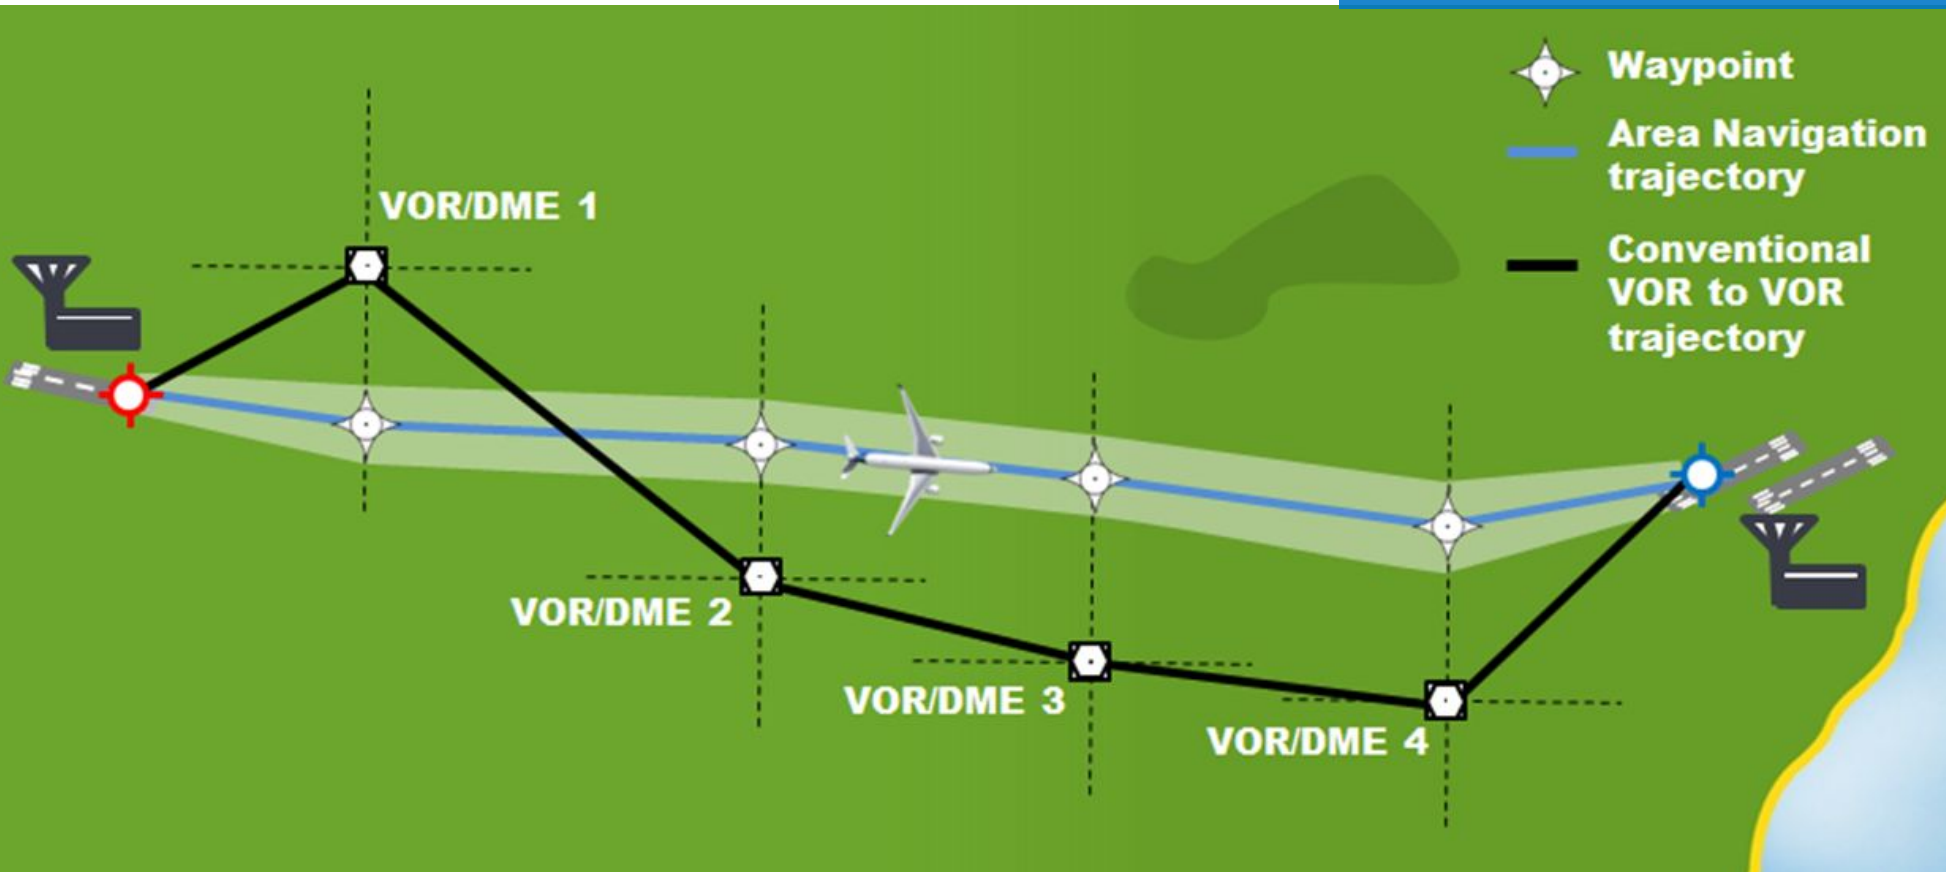 Waypoint
Area Navigation
trajectory
Conventional
VOR to VOR
trajectory
VOR/DME 1
VOR/DME 2
VOR/DME 3
VOR/DME 4